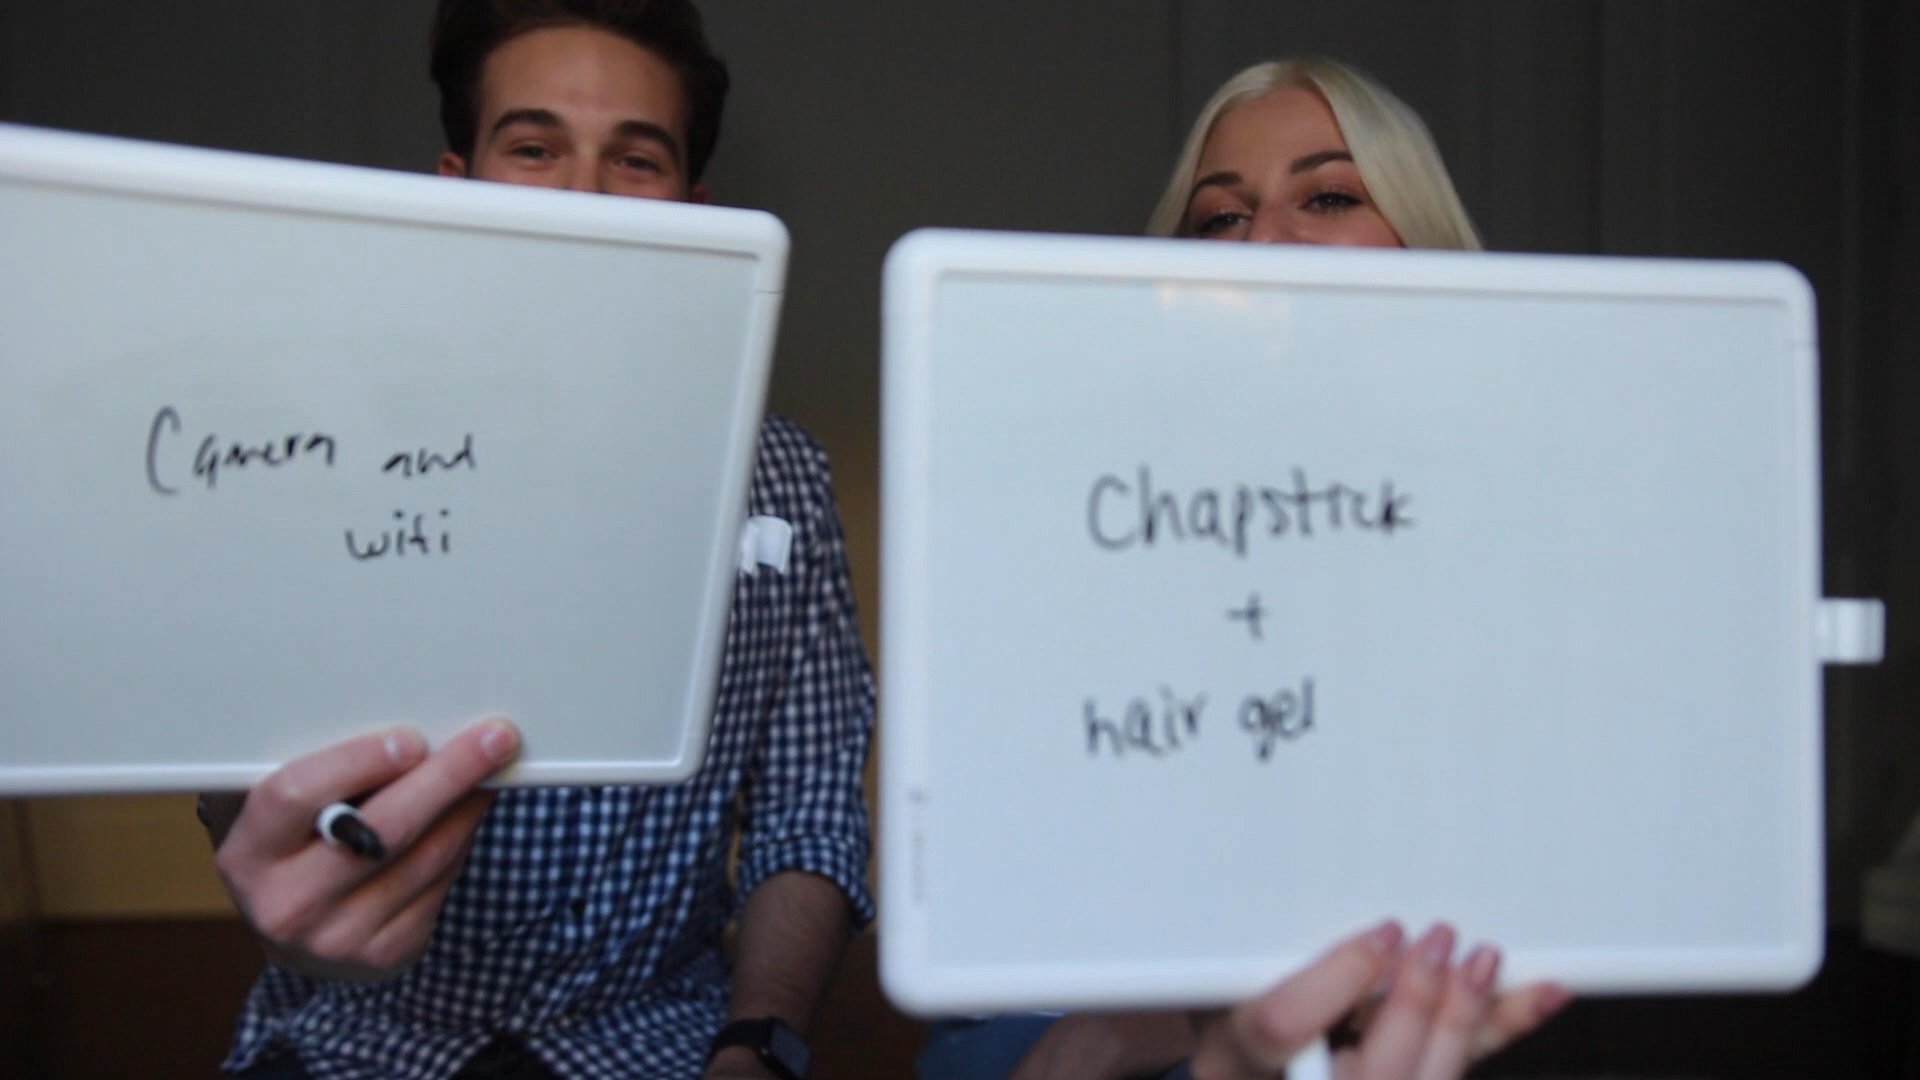 Camera and
wifi
Chapstick
+
hair gel